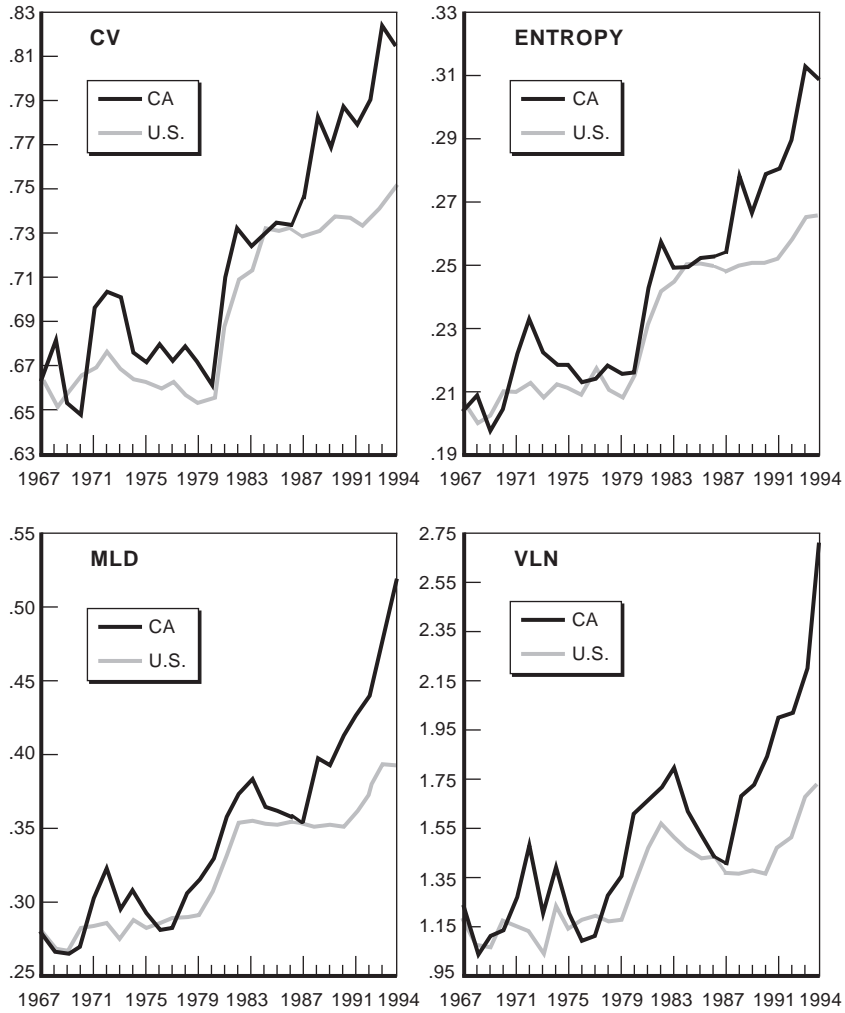 CV
CA
U.S.
.83
.81
.79
.77
.75
.73
.71
.69
.67
.65
.63
1967 1971 1975 1979 1983 1987 1991 1994
ENTROPY
CA
U.S.
.33
.31
.29
.27
.25
.23
.21
.19
1967 1971 1975 1979 1983 1987 1991 1994
MLD
CA
U.S.
.55
.50
.45
.40
.35
.30
.25
1967 1971 1975 1979 1983 1987 1991 1994
VLN
CA
U.S.
2.75
2.55
2.35
2.15
1.95
1.75
1.55
1.35
1.15
.95
1967 1971 1975 1979 1983 1987 1991 1994